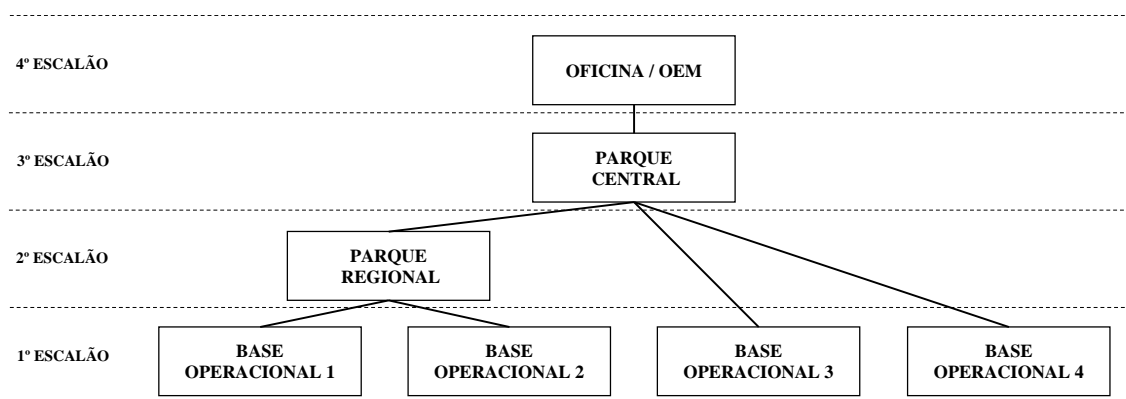 4º ESCALÃO
OFICINA / OEM
3º ESCALÃO
PARQUE
CENTRAL
2º ESCALÃO
PARQUE
REGIONAL
1º ESCALÃO
BASE
OPERACIONAL 1
BASE
OPERACIONAL 2
BASE
OPERACIONAL 3
BASE
OPERACIONAL 4